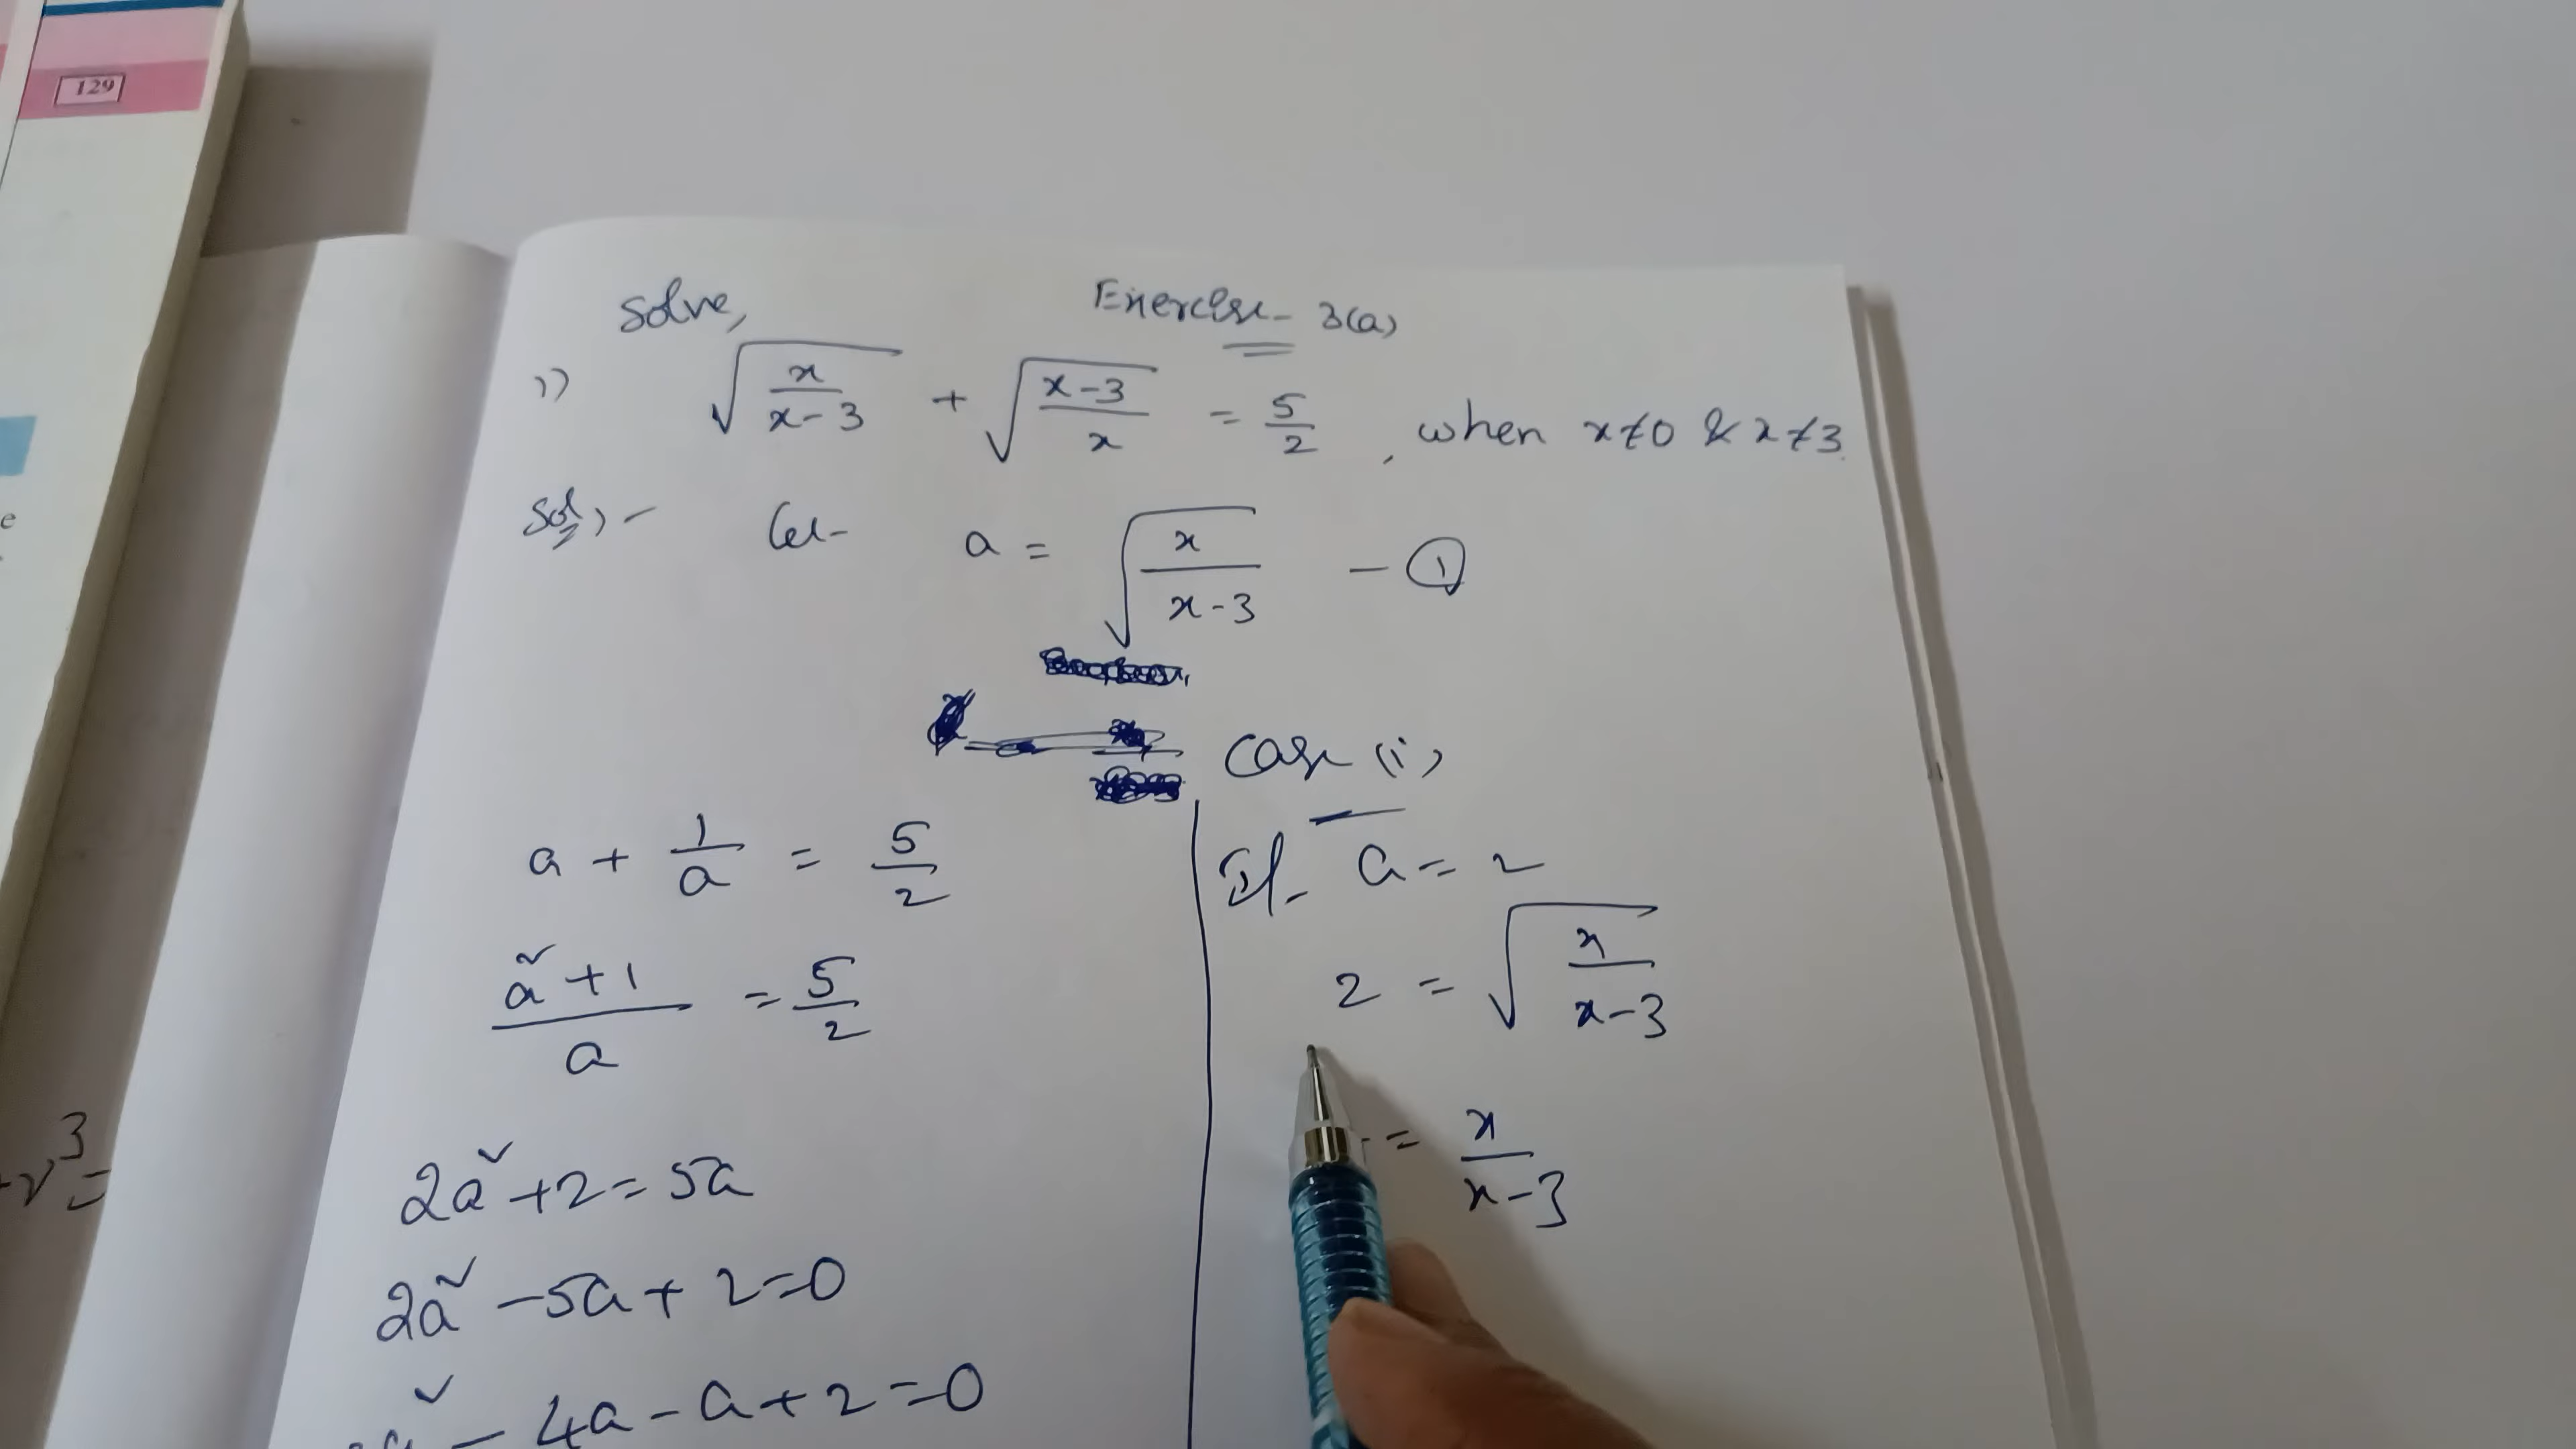 129
Solve, Exercise - 3(a)
1) √(x/(x-3)) + √((x-3)/x) = 5/2, when x≠0 & x≠3.
Sol) - Let a = √(x/(x-3)) - ①
Case (i)
a + 1/a = 5/2
(a² + 1)/a = 5/2
2a² + 2 = 5a
2a² - 5a + 2 = 0
- 4a - a + 2 = 0
If a = 2
2 = √(x/(x-3))
= x/(x-3)
3
e